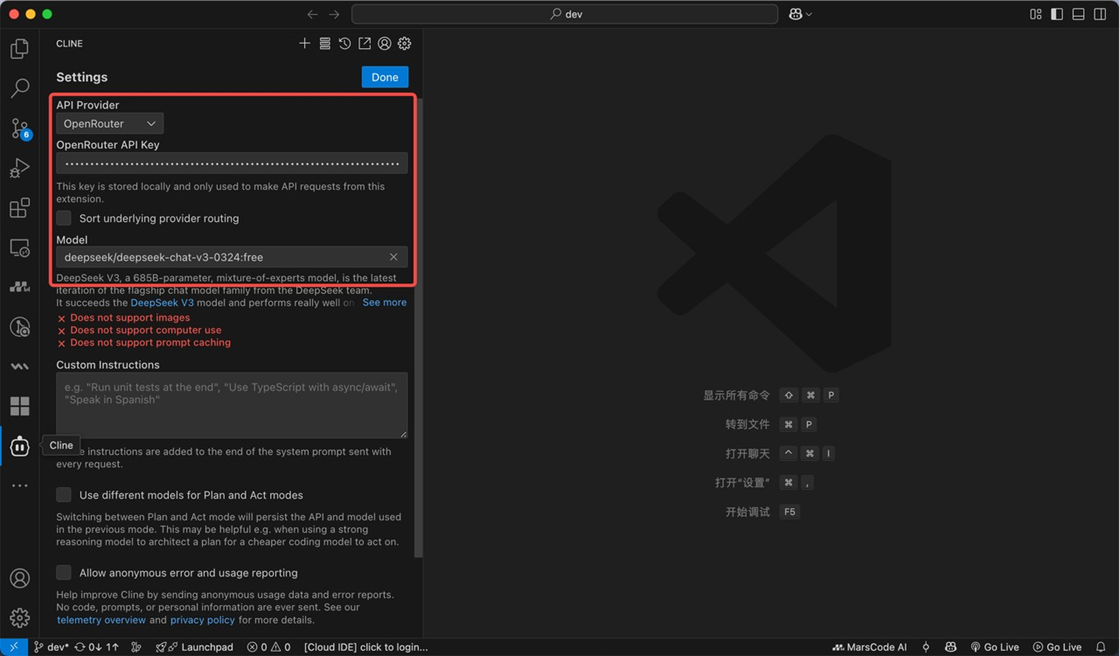 dev
CLINE
Settings
Done
API Provider
OpenRouter
OpenRouter API Key
••••••••••••••••••••••••••••••••••••••••••••••••••••••••••••••••••
This key is stored locally and only used to make API requests from this
extension.
Sort underlying provider routing
Model
deepseek/deepseek-chat-v3-0324:free
DeepSeek V3, a 685B-parameter, mixture-of-experts model, is the latest
iteration of the flagship chat model family from the DeepSeek team.
It succeeds the DeepSeek V3 model and performs really well on See more
Does not support images
Does not support computer use
Does not support prompt caching
Custom Instructions
e.g. "Run unit tests at the end", "Use TypeScript with async/await",
"Speak in Spanish"
Cline
instructions are added to the end of the system prompt sent with
every request.
Use different models for Plan and Act modes
Switching between Plan and Act mode will persist the API and model used
in the previous mode. This may be helpful e.g. when using a strong
reasoning model to architect a plan for a cheaper coding model to act on.
Allow anonymous error and usage reporting
Help improve Cline by sending anonymous usage data and error reports.
No code, prompts, or personal information are ever sent. See our
telemetry overview and privacy policy for more details.
6
显示所有命令 ⇧ ⌘ P
转到文件 ⌘ P
打开聊天 ^ ⌘ I
打开"设置" ⌘ ,
开始调试 F5
dev* 0↓ 1↑ Launchpad 0 0 [Cloud IDE] click to login... MarsCode AI Go Live Go Live